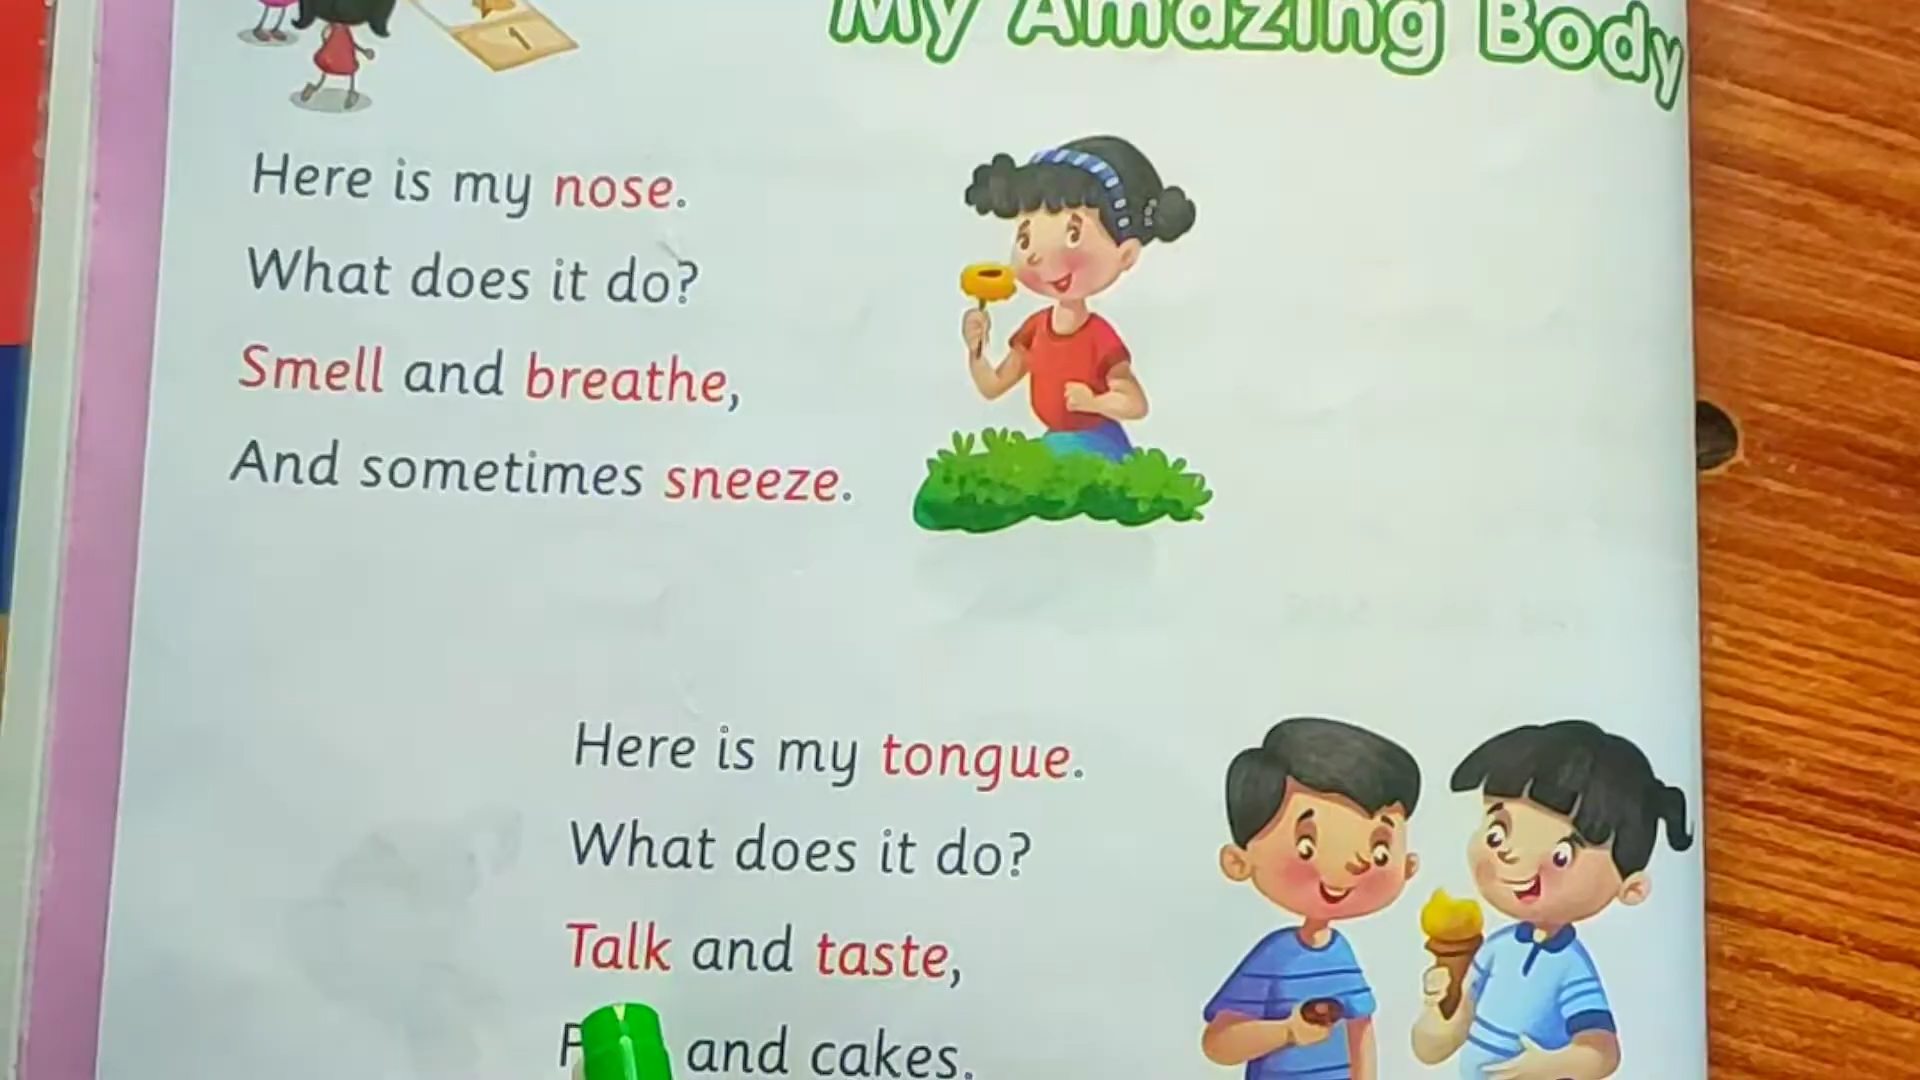 My Amazing Body
1
Here is my nose.
What does it do?
Smell and breathe,
And sometimes sneeze.
Here is my tongue.
What does it do?
Talk and taste,
and cakes.